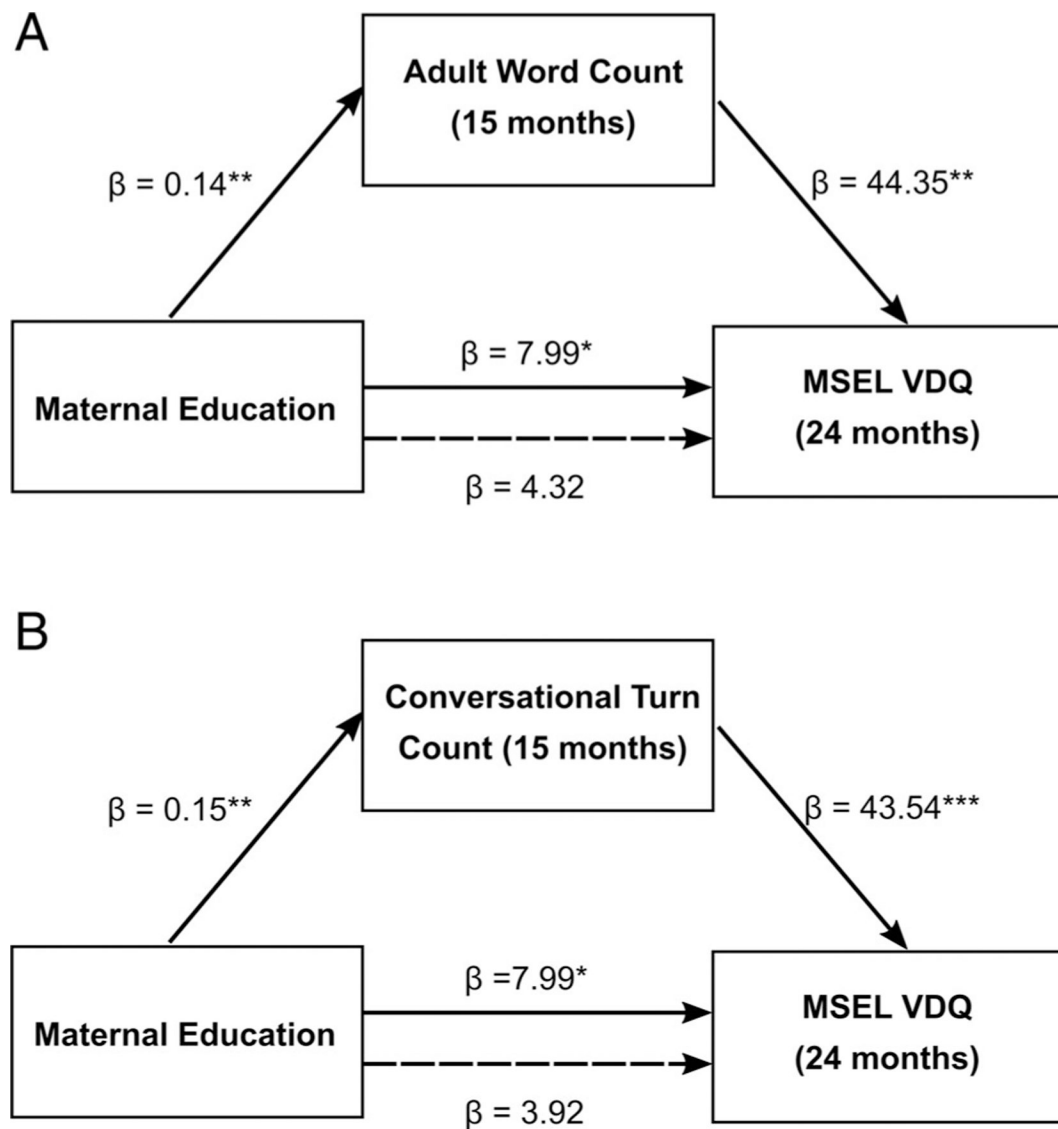 A
Adult Word Count
(15 months)
β = 0.14**
β = 44.35**
β = 7.99*
Maternal Education
MSEL VDQ
(24 months)
β = 4.32
B
Conversational Turn
Count (15 months)
β = 0.15**
β = 43.54***
β =7.99*
Maternal Education
MSEL VDQ
(24 months)
β = 3.92